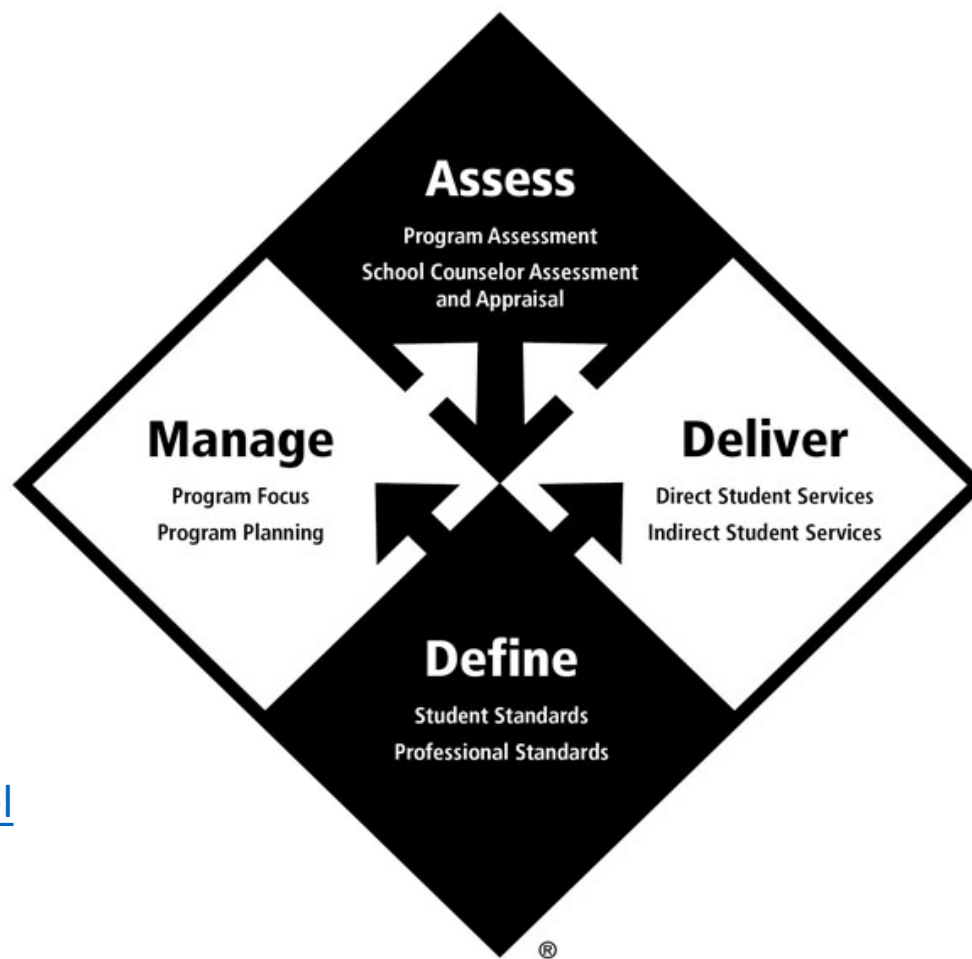 Assess
Program Assessment
School Counselor Assessment
and Appraisal
Manage
Program Focus
Program Planning
Deliver
Direct Student Services
Indirect Student Services
Define
Student Standards
Professional Standards
®